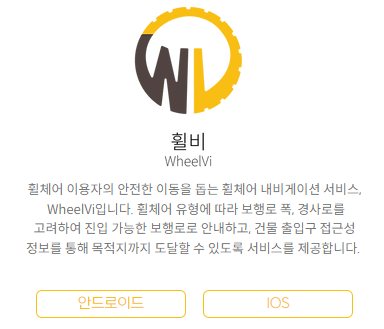 휠비
WheelVi
휠체어 이용자의 안전한 이동을 돕는 휠체어 내비게이션 서비스,
WheelVi입니다. 휠체어 유형에 따라 보행로 폭, 경사로를
고려하여 진입 가능한 보행로로 안내하고, 건물 출입구 접근성
정보를 통해 목적지까지 도달할 수 있도록 서비스를 제공합니다.
안드로이드
IOS